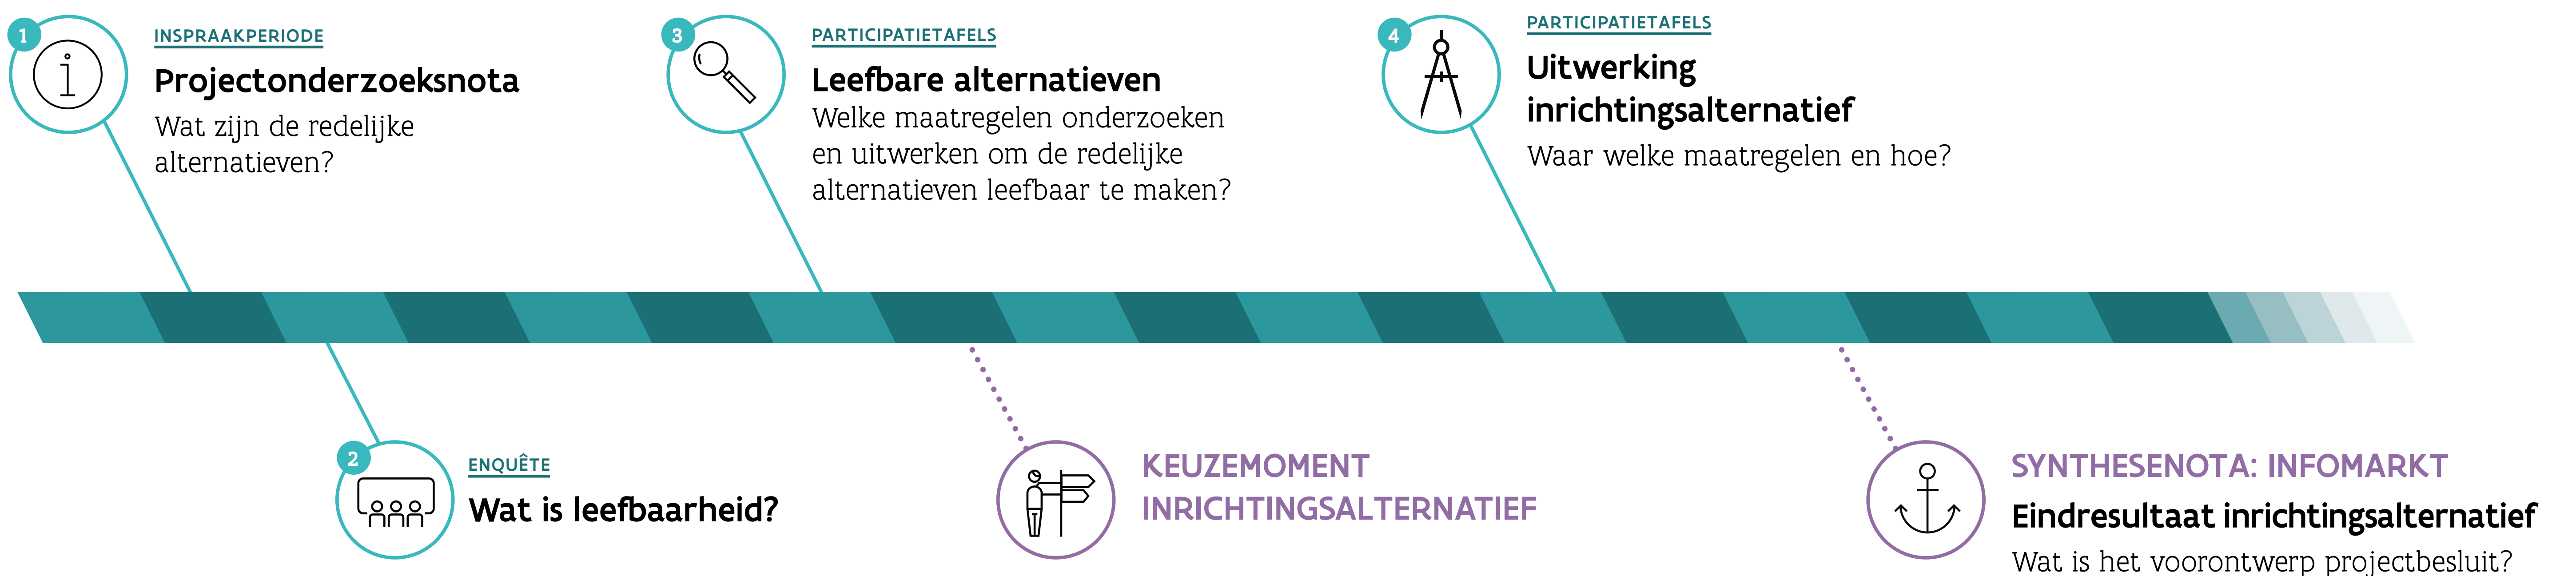 1
INSPRAAKPERIODE
Projectonderzoeksnota
Wat zijn de redelijke
alternatieven?
3
PARTICIPATIETAFELS
Leefbare alternatieven
Welke maatregelen onderzoeken
en uitwerken om de redelijke
alternatieven leefbaar te maken?
4
PARTICIPATIETAFELS
Uitwerking
inrichtingsalternatief
Waar welke maatregelen en hoe?
2
ENQUÊTE
Wat is leefbaarheid?
KEUZEMOMENT
INRICHTINGSALTERNATIEF
SYNTHESENOTA: INFOMARKT
Eindresultaat inrichtingsalternatief
Wat is het voorontwerp projectbesluit?